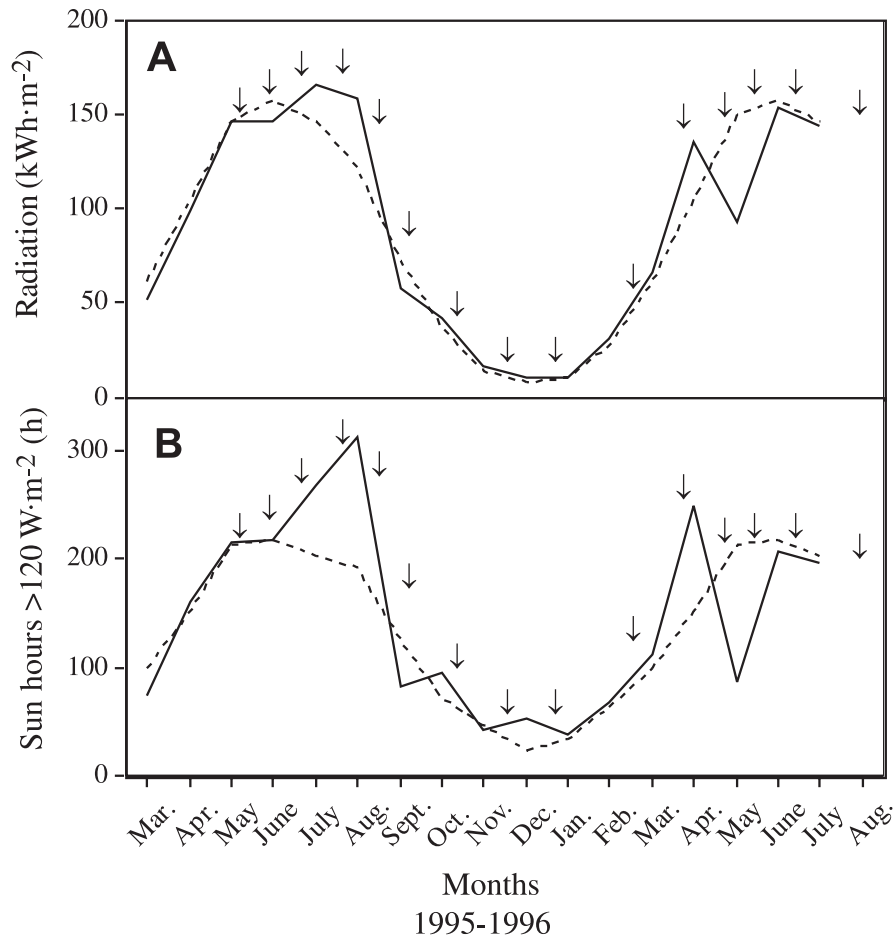 200
150
100
50
0
Radiation (kWh·m-2)
A
300
200
100
0
Sun hours >120 W·m-2 (h)
B
Mar. Apr. May June July Aug. Sept. Oct. Nov. Dec. Jan. Feb. Mar. Apr. May June July Aug.
Months
1995-1996